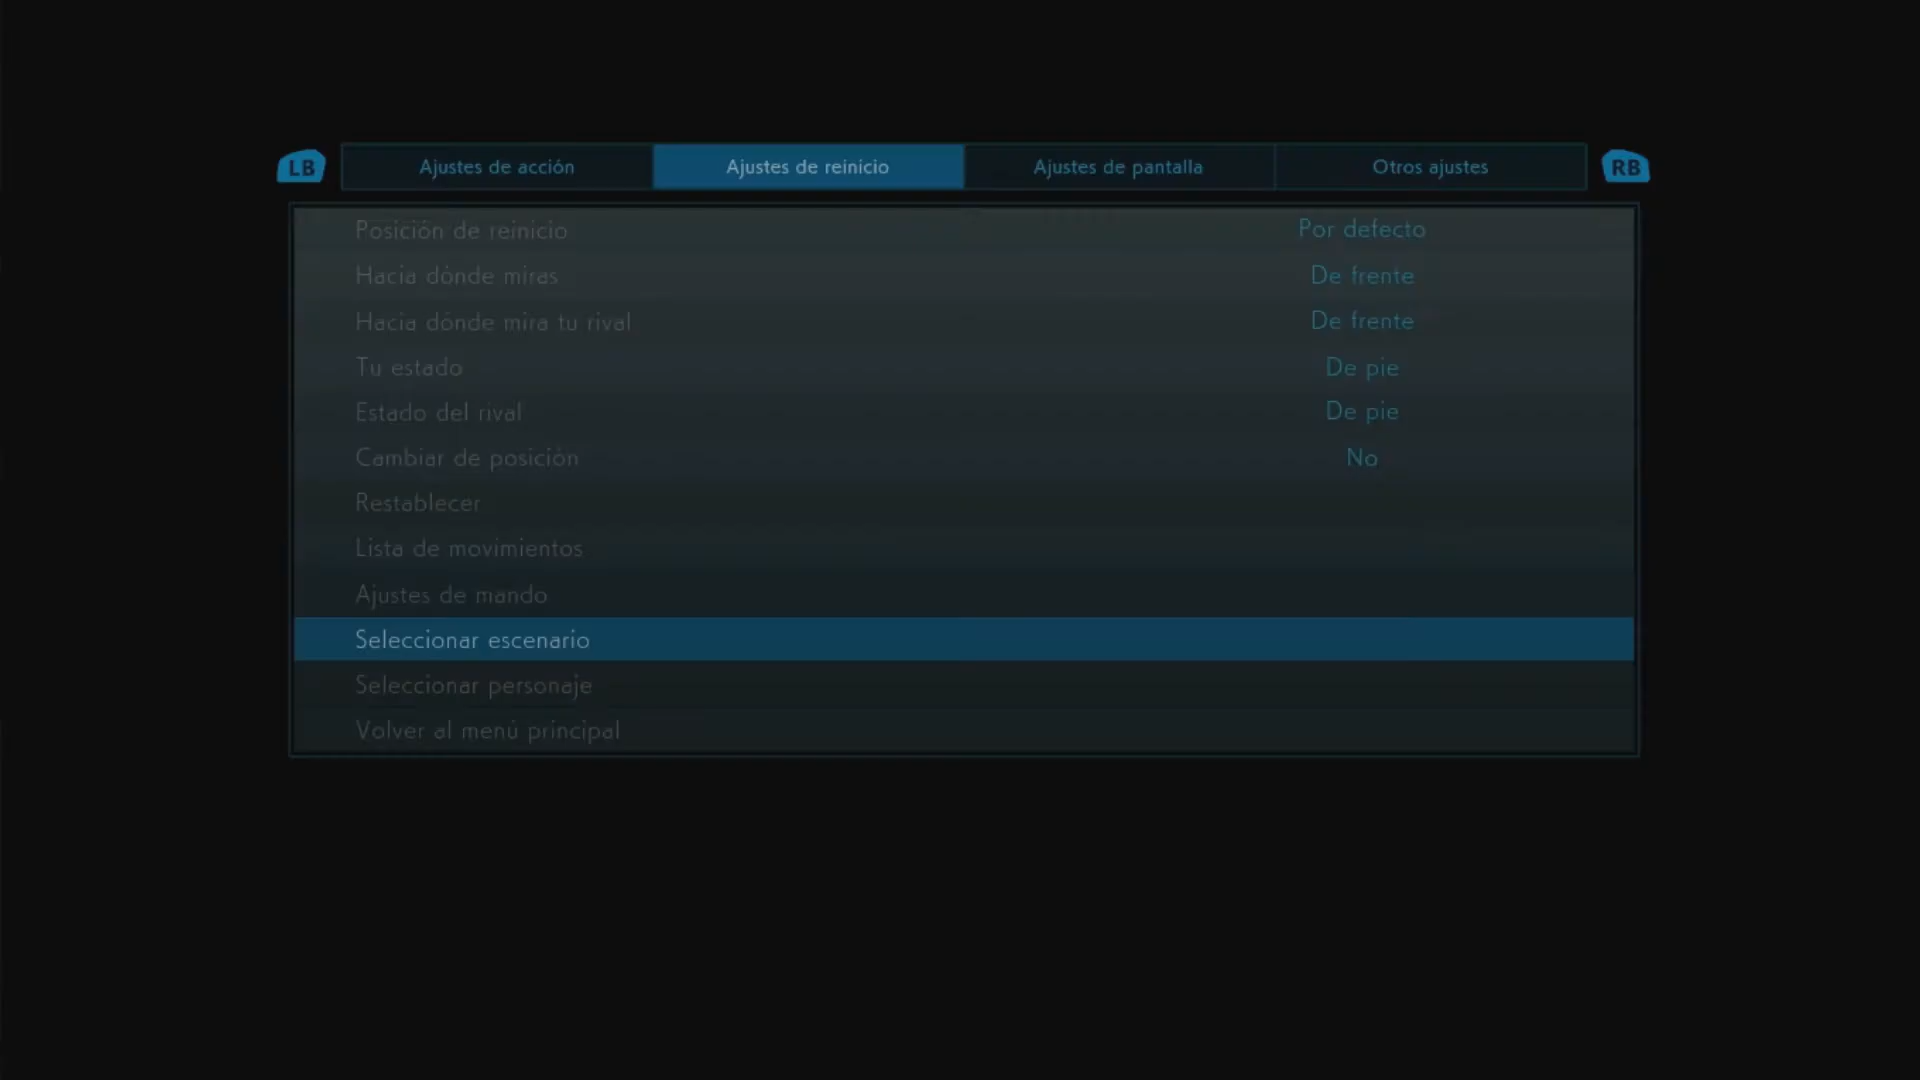 LB Ajustes de acción Ajustes de reinicio Ajustes de pantalla Otros ajustes RB
Posición de reinicio Por defecto
Hacia dónde miras De frente
Hacia dónde mira tu rival De frente
Tu estado De pie
Estado del rival De pie
Cambiar de posición No
Restablecer
Lista de movimientos
Ajustes de mando
Seleccionar escenario
Seleccionar personaje
Volver al menú principal